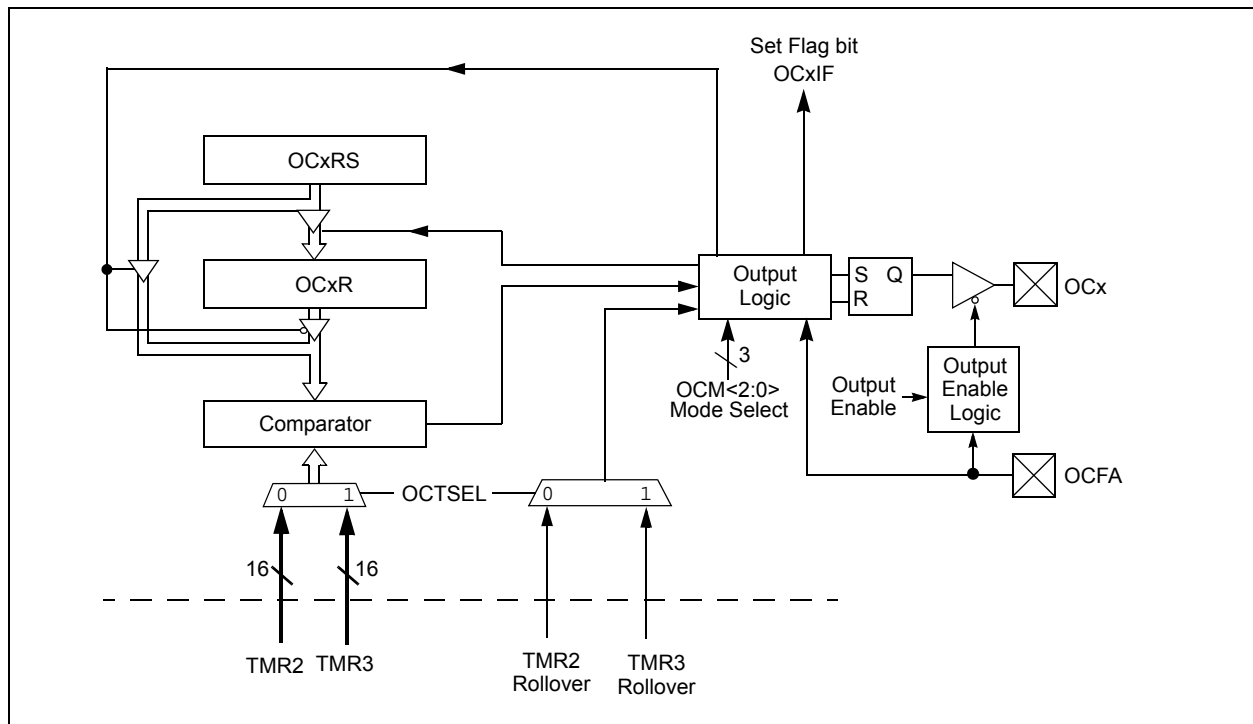 Set Flag bit
OCxIF
OCxRS
OCxR
Output
Logic
S Q
R
OCx
3
OCM<2:0>
Mode Select
Output
Enable
Output
Enable
Logic
Comparator
OCFA
0 1
OCTSEL
0 1
16
16
TMR2
TMR3
TMR2
Rollover
TMR3
Rollover